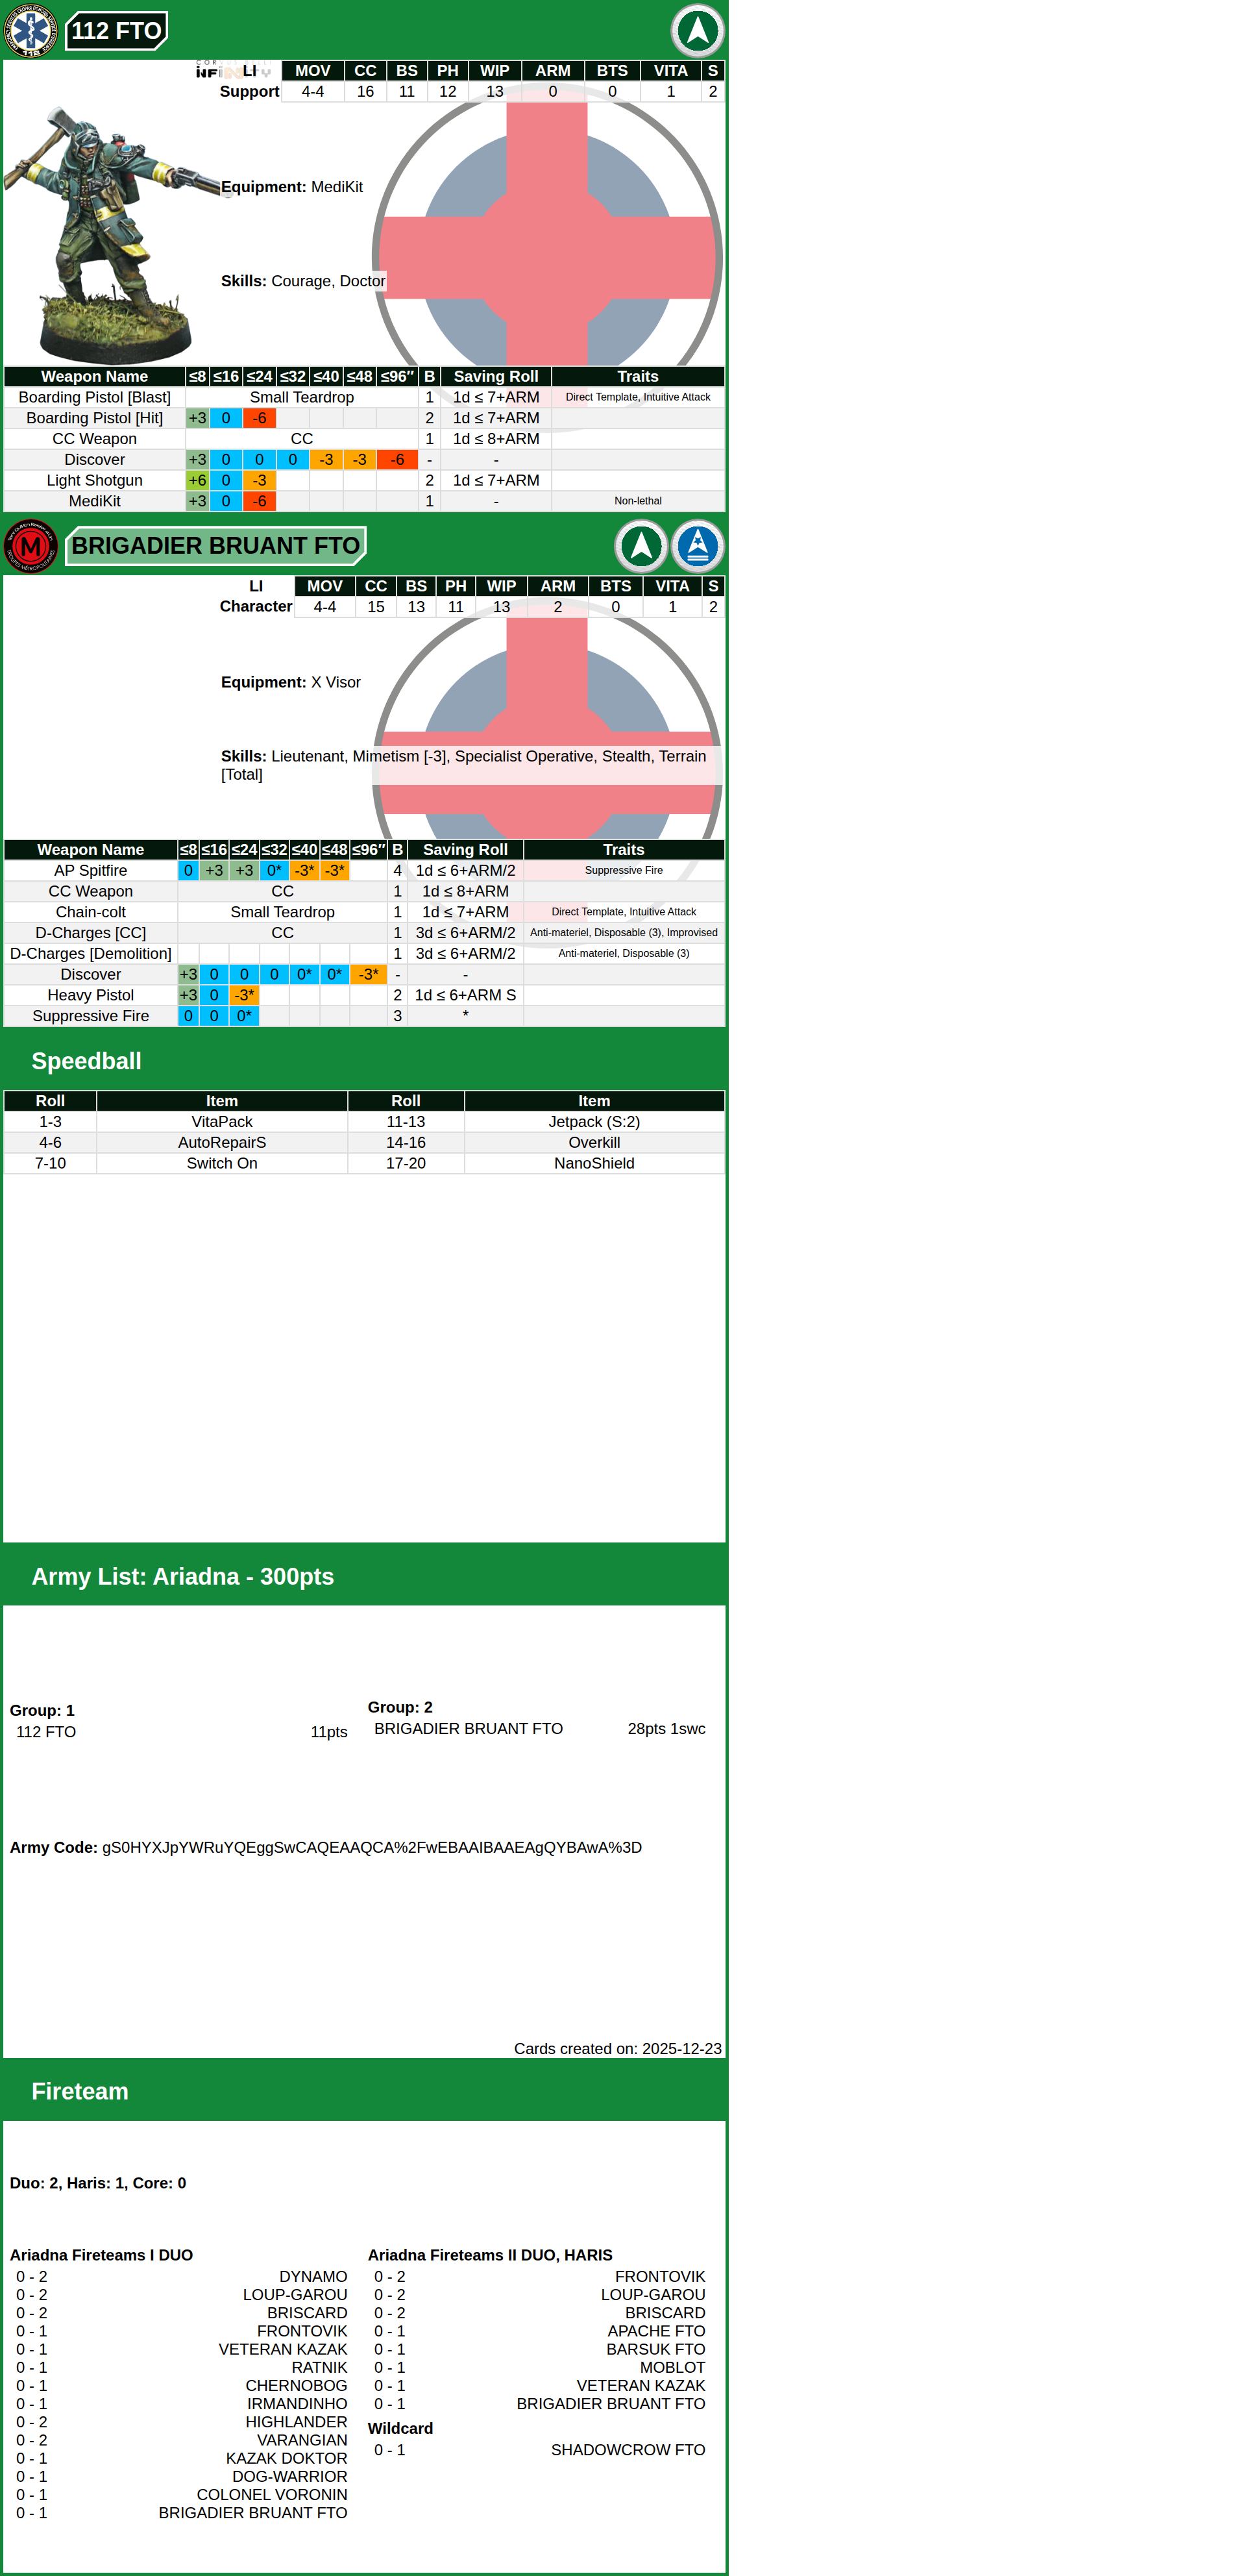 112 FTO
LI
Support
MOV CC BS PH WIP ARM BTS VITA S
4-4 16 11 12 13 0 0 1 2
Equipment: MediKit
Skills: Courage, Doctor
Weapon Name ≤8 ≤16 ≤24 ≤32 ≤40 ≤48 ≤96″ B Saving Roll Traits
Boarding Pistol [Blast] Small Teardrop 1 1d ≤ 7+ARM Direct Template, Intuitive Attack
Boarding Pistol [Hit] +3 0 -6 2 1d ≤ 7+ARM
CC Weapon CC 1 1d ≤ 8+ARM
Discover +3 0 0 0 -3 -3 -6 - -
Light Shotgun +6 0 -3 2 1d ≤ 7+ARM
MediKit +3 0 -6 1 - Non-lethal
BRIGADIER BRUANT FTO
LI
Character
MOV CC BS PH WIP ARM BTS VITA S
4-4 15 13 11 13 2 0 1 2
Equipment: X Visor
Skills: Lieutenant, Mimetism [-3], Specialist Operative, Stealth, Terrain
[Total]
Weapon Name ≤8 ≤16 ≤24 ≤32 ≤40 ≤48 ≤96″ B Saving Roll Traits
AP Spitfire 0 +3 +3 0* -3* -3* 4 1d ≤ 6+ARM/2 Suppressive Fire
CC Weapon CC 1 1d ≤ 8+ARM
Chain-colt Small Teardrop 1 1d ≤ 7+ARM Direct Template, Intuitive Attack
D-Charges [CC] CC 1 3d ≤ 6+ARM/2 Anti-materiel, Disposable (3), Improvised
D-Charges [Demolition] 1 3d ≤ 6+ARM/2 Anti-materiel, Disposable (3)
Discover +3 0 0 0 0* 0* -3* - -
Heavy Pistol +3 0 -3* 2 1d ≤ 6+ARM S
Suppressive Fire 0 0 0* 3 *
Speedball
Roll Item Roll Item
1-3 VitaPack 11-13 Jetpack (S:2)
4-6 AutoRepairS 14-16 Overkill
7-10 Switch On 17-20 NanoShield
Army List: Ariadna - 300pts
Group: 1
112 FTO 11pts
Group: 2
BRIGADIER BRUANT FTO 28pts 1swc
Army Code: gS0HYXJpYWRuYQEggSwCAQEAAQCA%2FwEBAAIBAAEAgQYBAwA%3D
Cards created on: 2025-12-23
Fireteam
Duo: 2, Haris: 1, Core: 0
Ariadna Fireteams I DUO
0 - 2 DYNAMO
0 - 2 LOUP-GAROU
0 - 2 BRISCARD
0 - 1 FRONTOVIK
0 - 1 VETERAN KAZAK
0 - 1 RATNIK
0 - 1 CHERNOBOG
0 - 1 IRMANDINHO
0 - 2 HIGHLANDER
0 - 2 VARANGIAN
0 - 1 KAZAK DOKTOR
0 - 1 DOG-WARRIOR
0 - 1 COLONEL VORONIN
0 - 1 BRIGADIER BRUANT FTO
Ariadna Fireteams II DUO, HARIS
0 - 2 FRONTOVIK
0 - 2 LOUP-GAROU
0 - 2 BRISCARD
0 - 1 APACHE FTO
0 - 1 BARSUK FTO
0 - 1 MOBLOT
0 - 1 VETERAN KAZAK
0 - 1 BRIGADIER BRUANT FTO
Wildcard
0 - 1 SHADOWCROW FTO